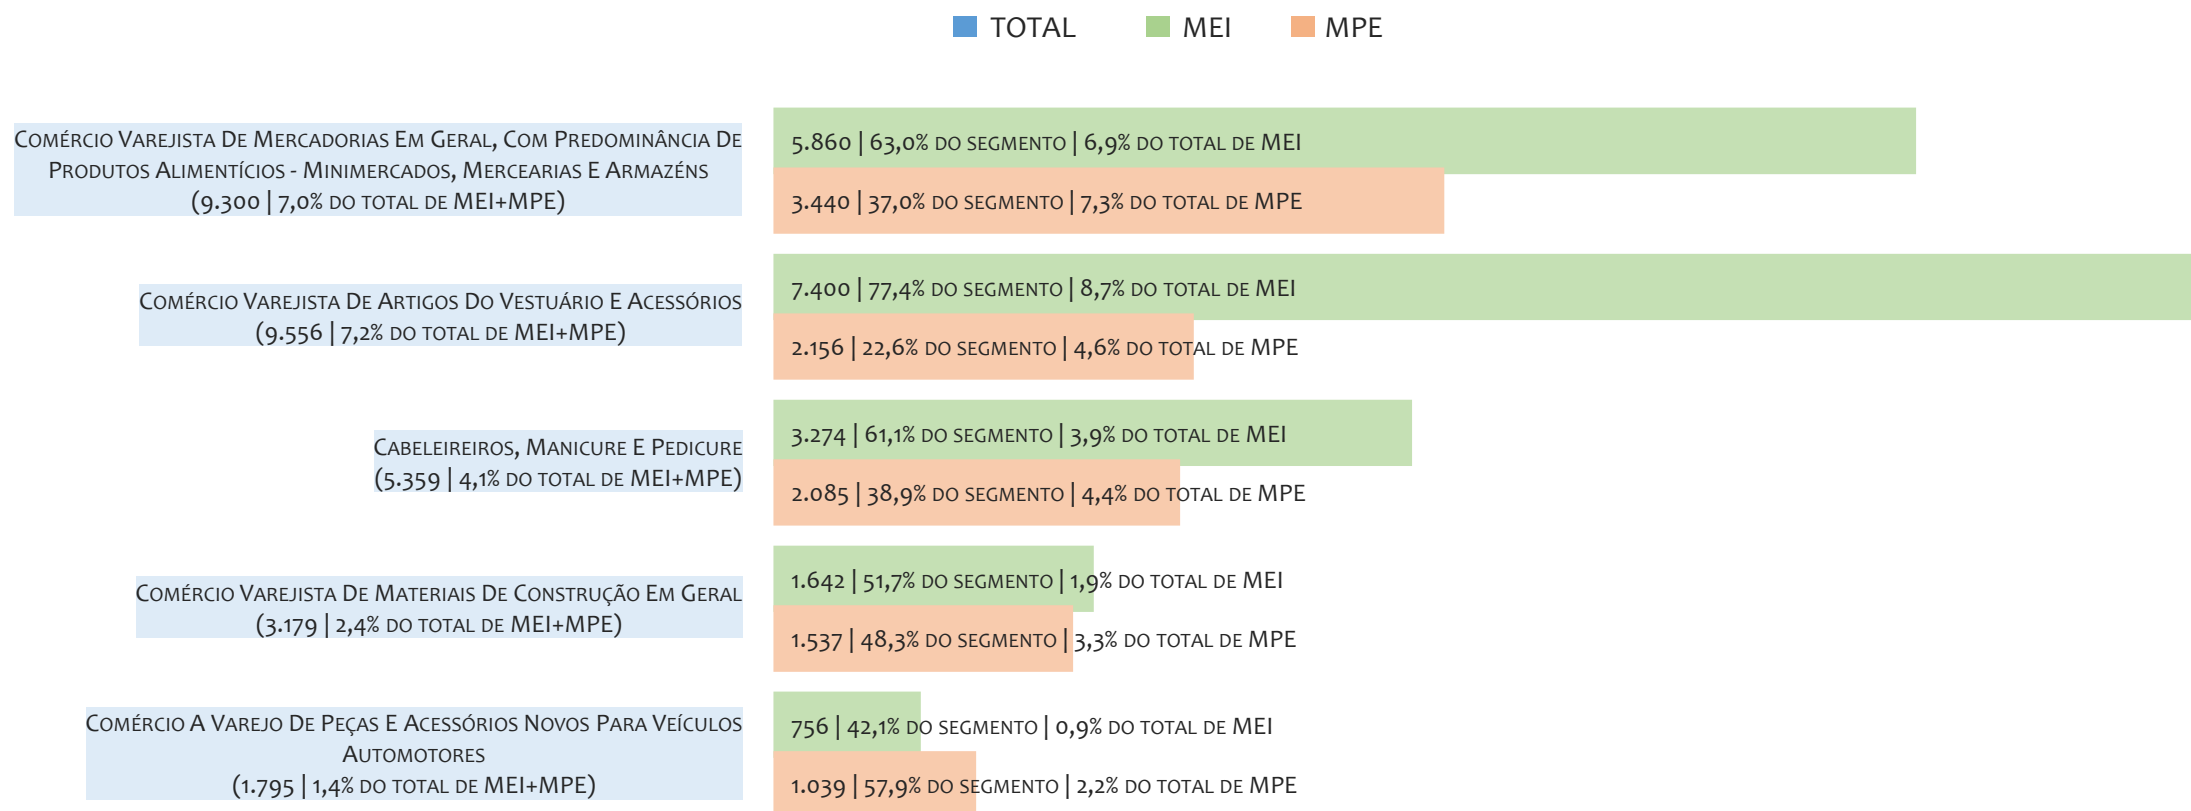 TOTAL MEI MPE
Comércio Varejista De Mercadorias Em Geral, Com Predominância De
Produtos Alimentícios - Minimercados, Mercearias E Armazéns
(9.300 | 7,0% do total de MEI+MPE)
5.860 | 63,0% do segmento | 6,9% do total de MEI
3.440 | 37,0% do segmento | 7,3% do total de MPE
Comércio Varejista De Artigos Do Vestuário E Acessórios
(9.556 | 7,2% do total de MEI+MPE)
7.400 | 77,4% do segmento | 8,7% do total de MEI
2.156 | 22,6% do segmento | 4,6% do total de MPE
Cabeleireiros, Manicure E Pedicure
(5.359 | 4,1% do total de MEI+MPE)
3.274 | 61,1% do segmento | 3,9% do total de MEI
2.085 | 38,9% do segmento | 4,4% do total de MPE
Comércio Varejista De Materiais De Construção Em Geral
(3.179 | 2,4% do total de MEI+MPE)
1.642 | 51,7% do segmento | 1,9% do total de MEI
1.537 | 48,3% do segmento | 3,3% do total de MPE
Comércio A Varejo De Peças E Acessórios Novos Para Veículos
Automotores
(1.795 | 1,4% do total de MEI+MPE)
756 | 42,1% do segmento | 0,9% do total de MEI
1.039 | 57,9% do segmento | 2,2% do total de MPE